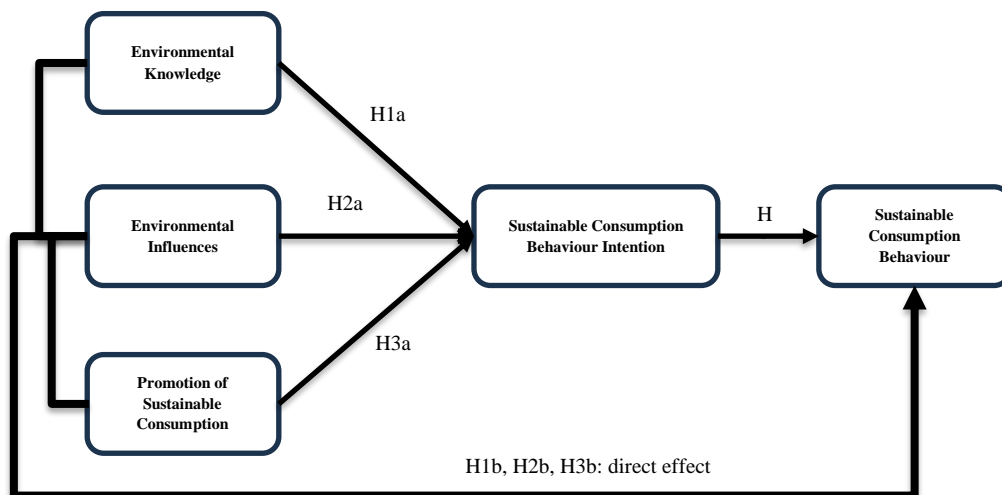 Environmental
Knowledge
H1a
Environmental
Influences
H2a
Sustainable Consumption
Behaviour Intention
H
Sustainable
Consumption
Behaviour
H3a
Promotion of
Sustainable
Consumption
H1b, H2b, H3b: direct effect